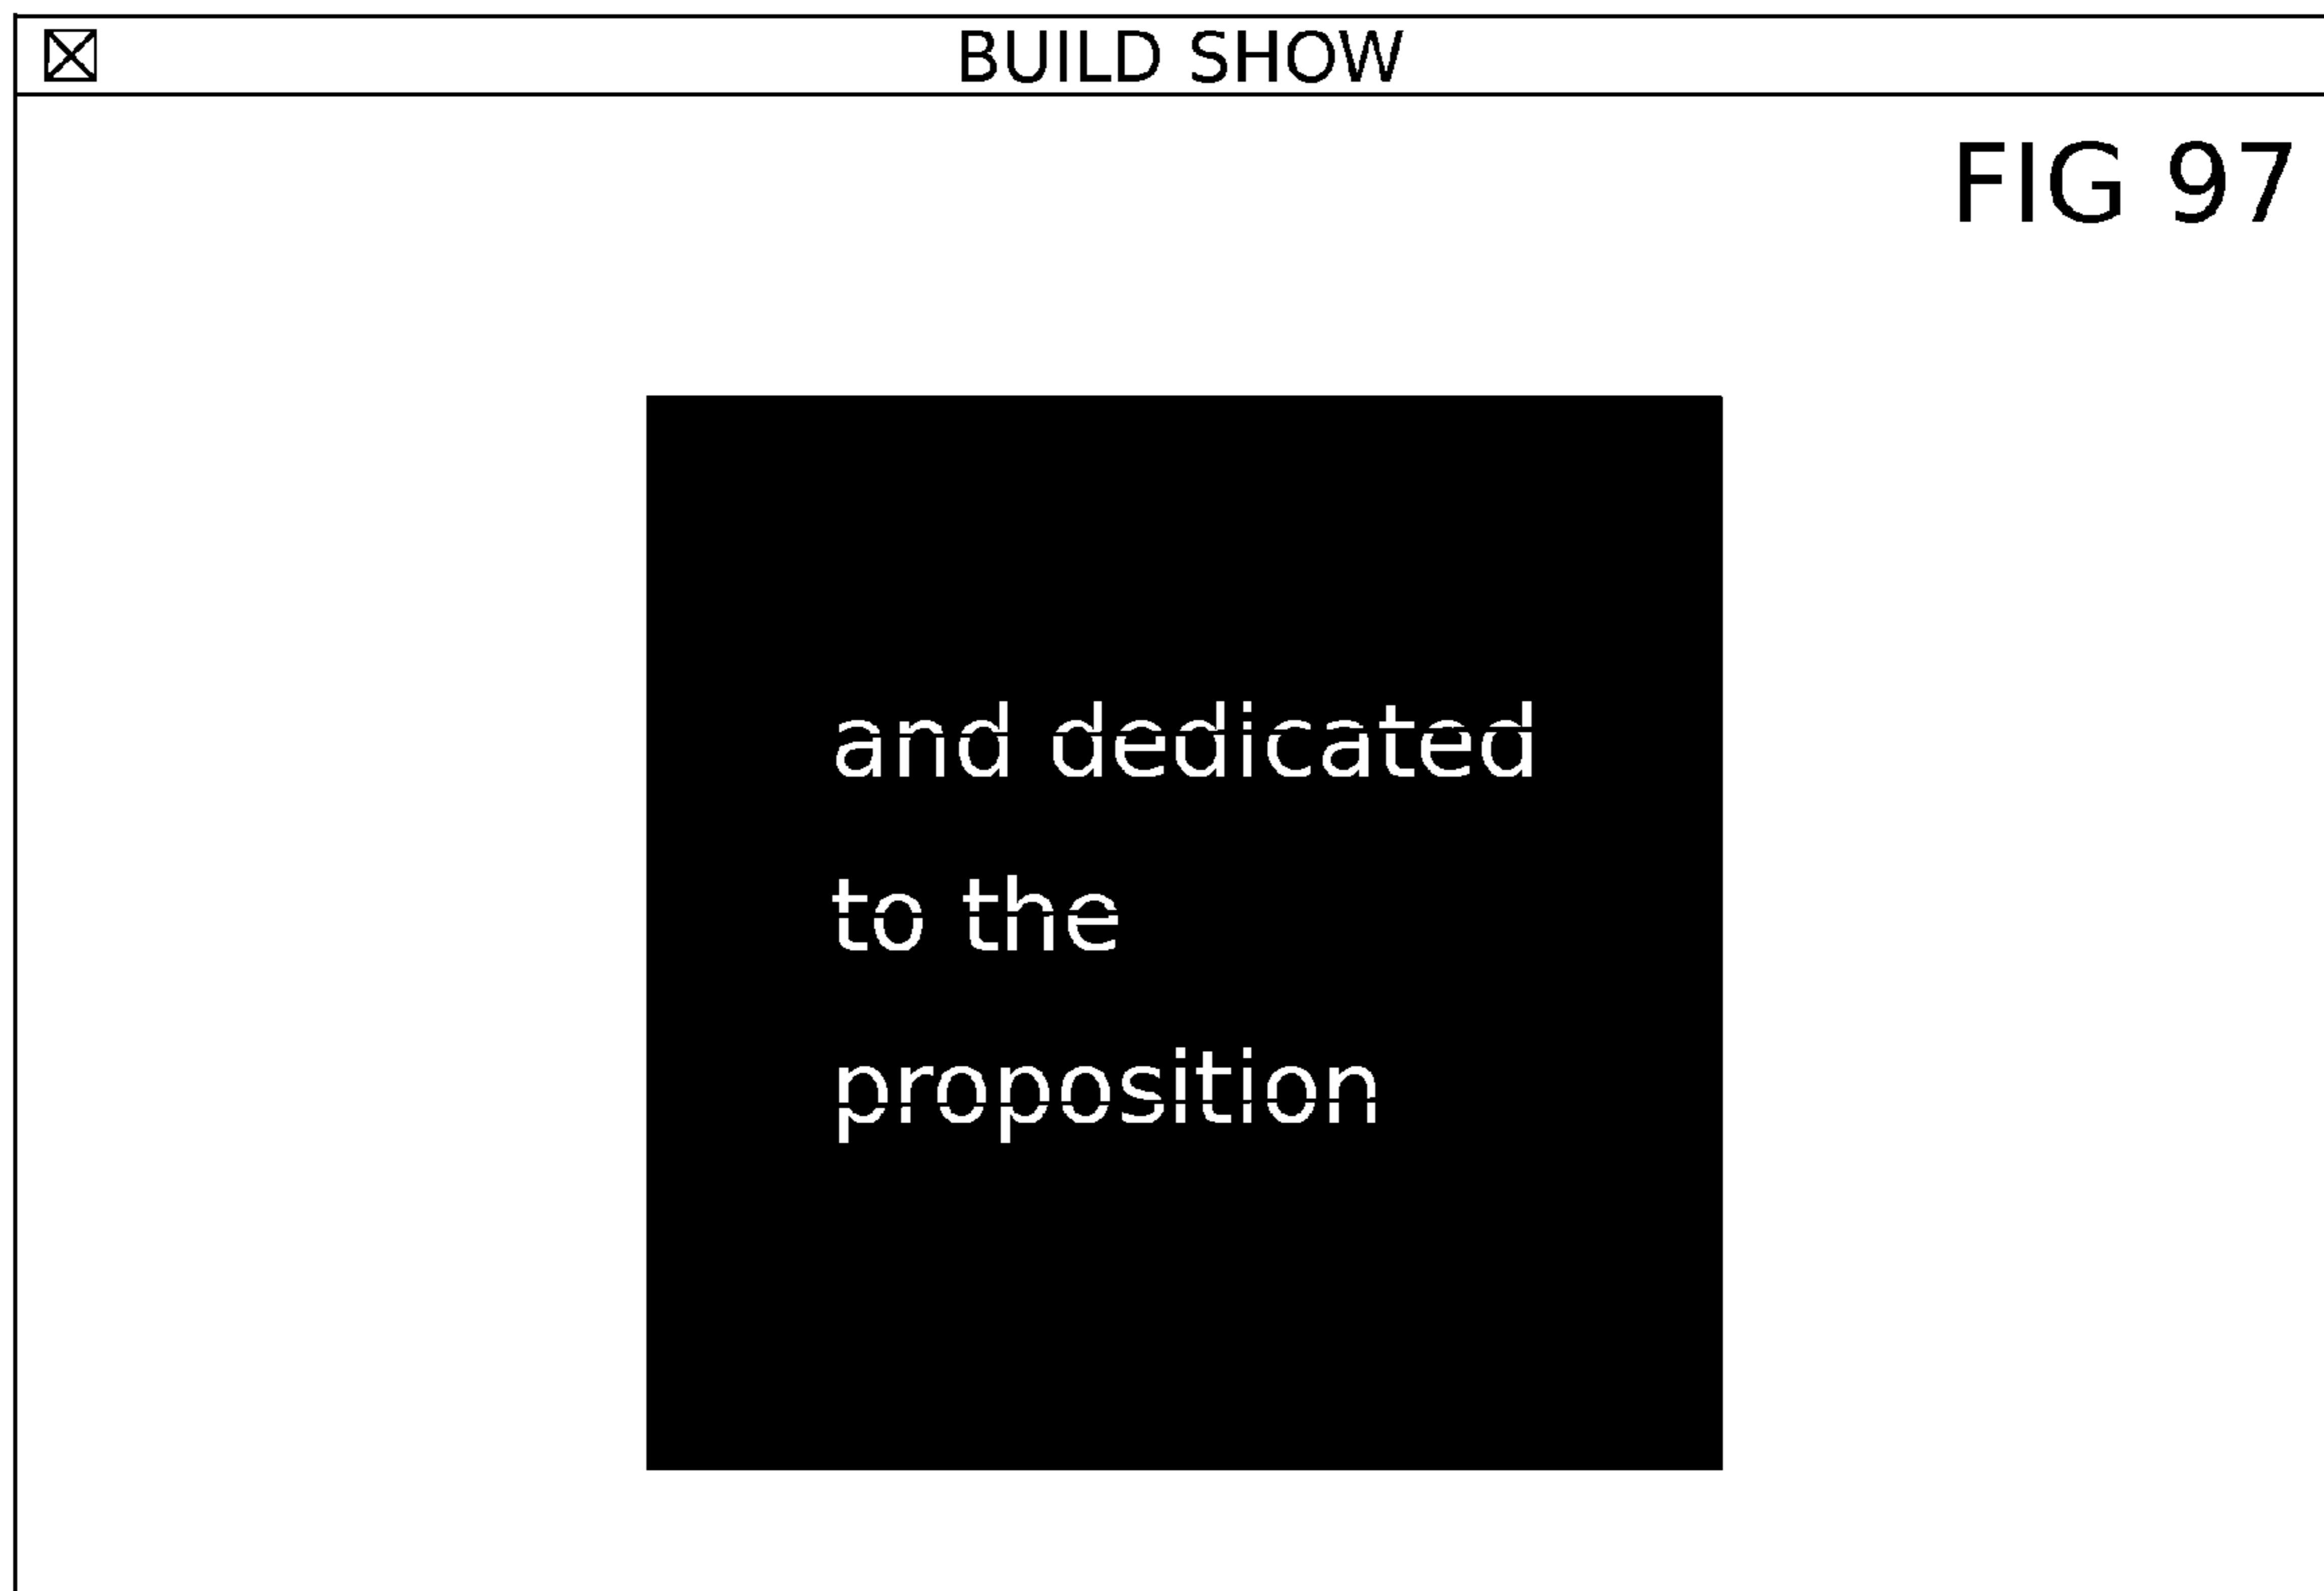 BUILD SHOW
FIG 97
and dedicated
to the
proposition